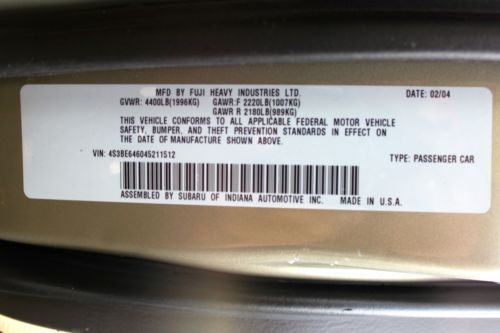 MFD BY FUJI HEAVY INDUSTRIES LTD. DATE: 02/04
GVWR: 4400LB(1996KG) GAWR:F 2220LB(1007KG)
GAWR R 2180LB(989KG)
THIS VEHICLE CONFORMS TO ALL APPLICABLE FEDERAL MOTOR VEHICLE
SAFETY, BUMPER, AND THEFT PREVENTION STANDARDS IN EFFECT ON
THE DATE OF MANUFACTURE SHOWN ABOVE.
VIN: 4S3BE646045211512 TYPE: PASSENGER CAR
ASSEMBLED BY SUBARU OF INDIANA AUTOMOTIVE INC. MADE IN U.S.A.